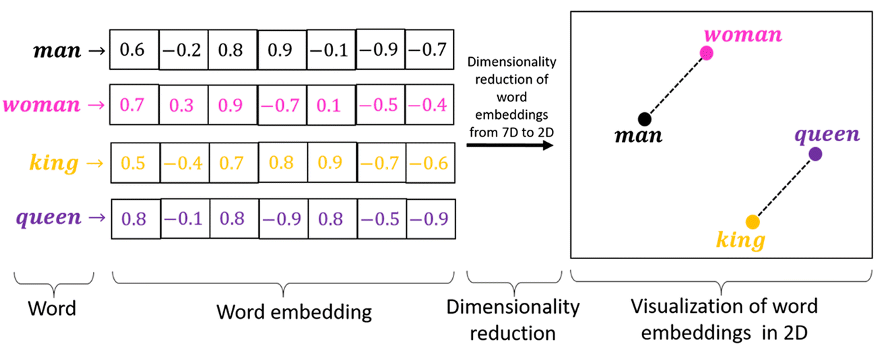 man → 0.6 −0.2 0.8 0.9 −0.1 −0.9 −0.7
woman → 0.7 0.3 0.9 −0.7 0.1 −0.5 −0.4
king → 0.5 −0.4 0.7 0.8 0.9 −0.7 −0.6
queen → 0.8 −0.1 0.8 −0.9 0.8 −0.5 −0.9
Dimensionality
reduction of
word
embeddings
from 7D to 2D
woman
man
queen
king
Word
Word embedding
Dimensionality
reduction
Visualization of word
embeddings in 2D